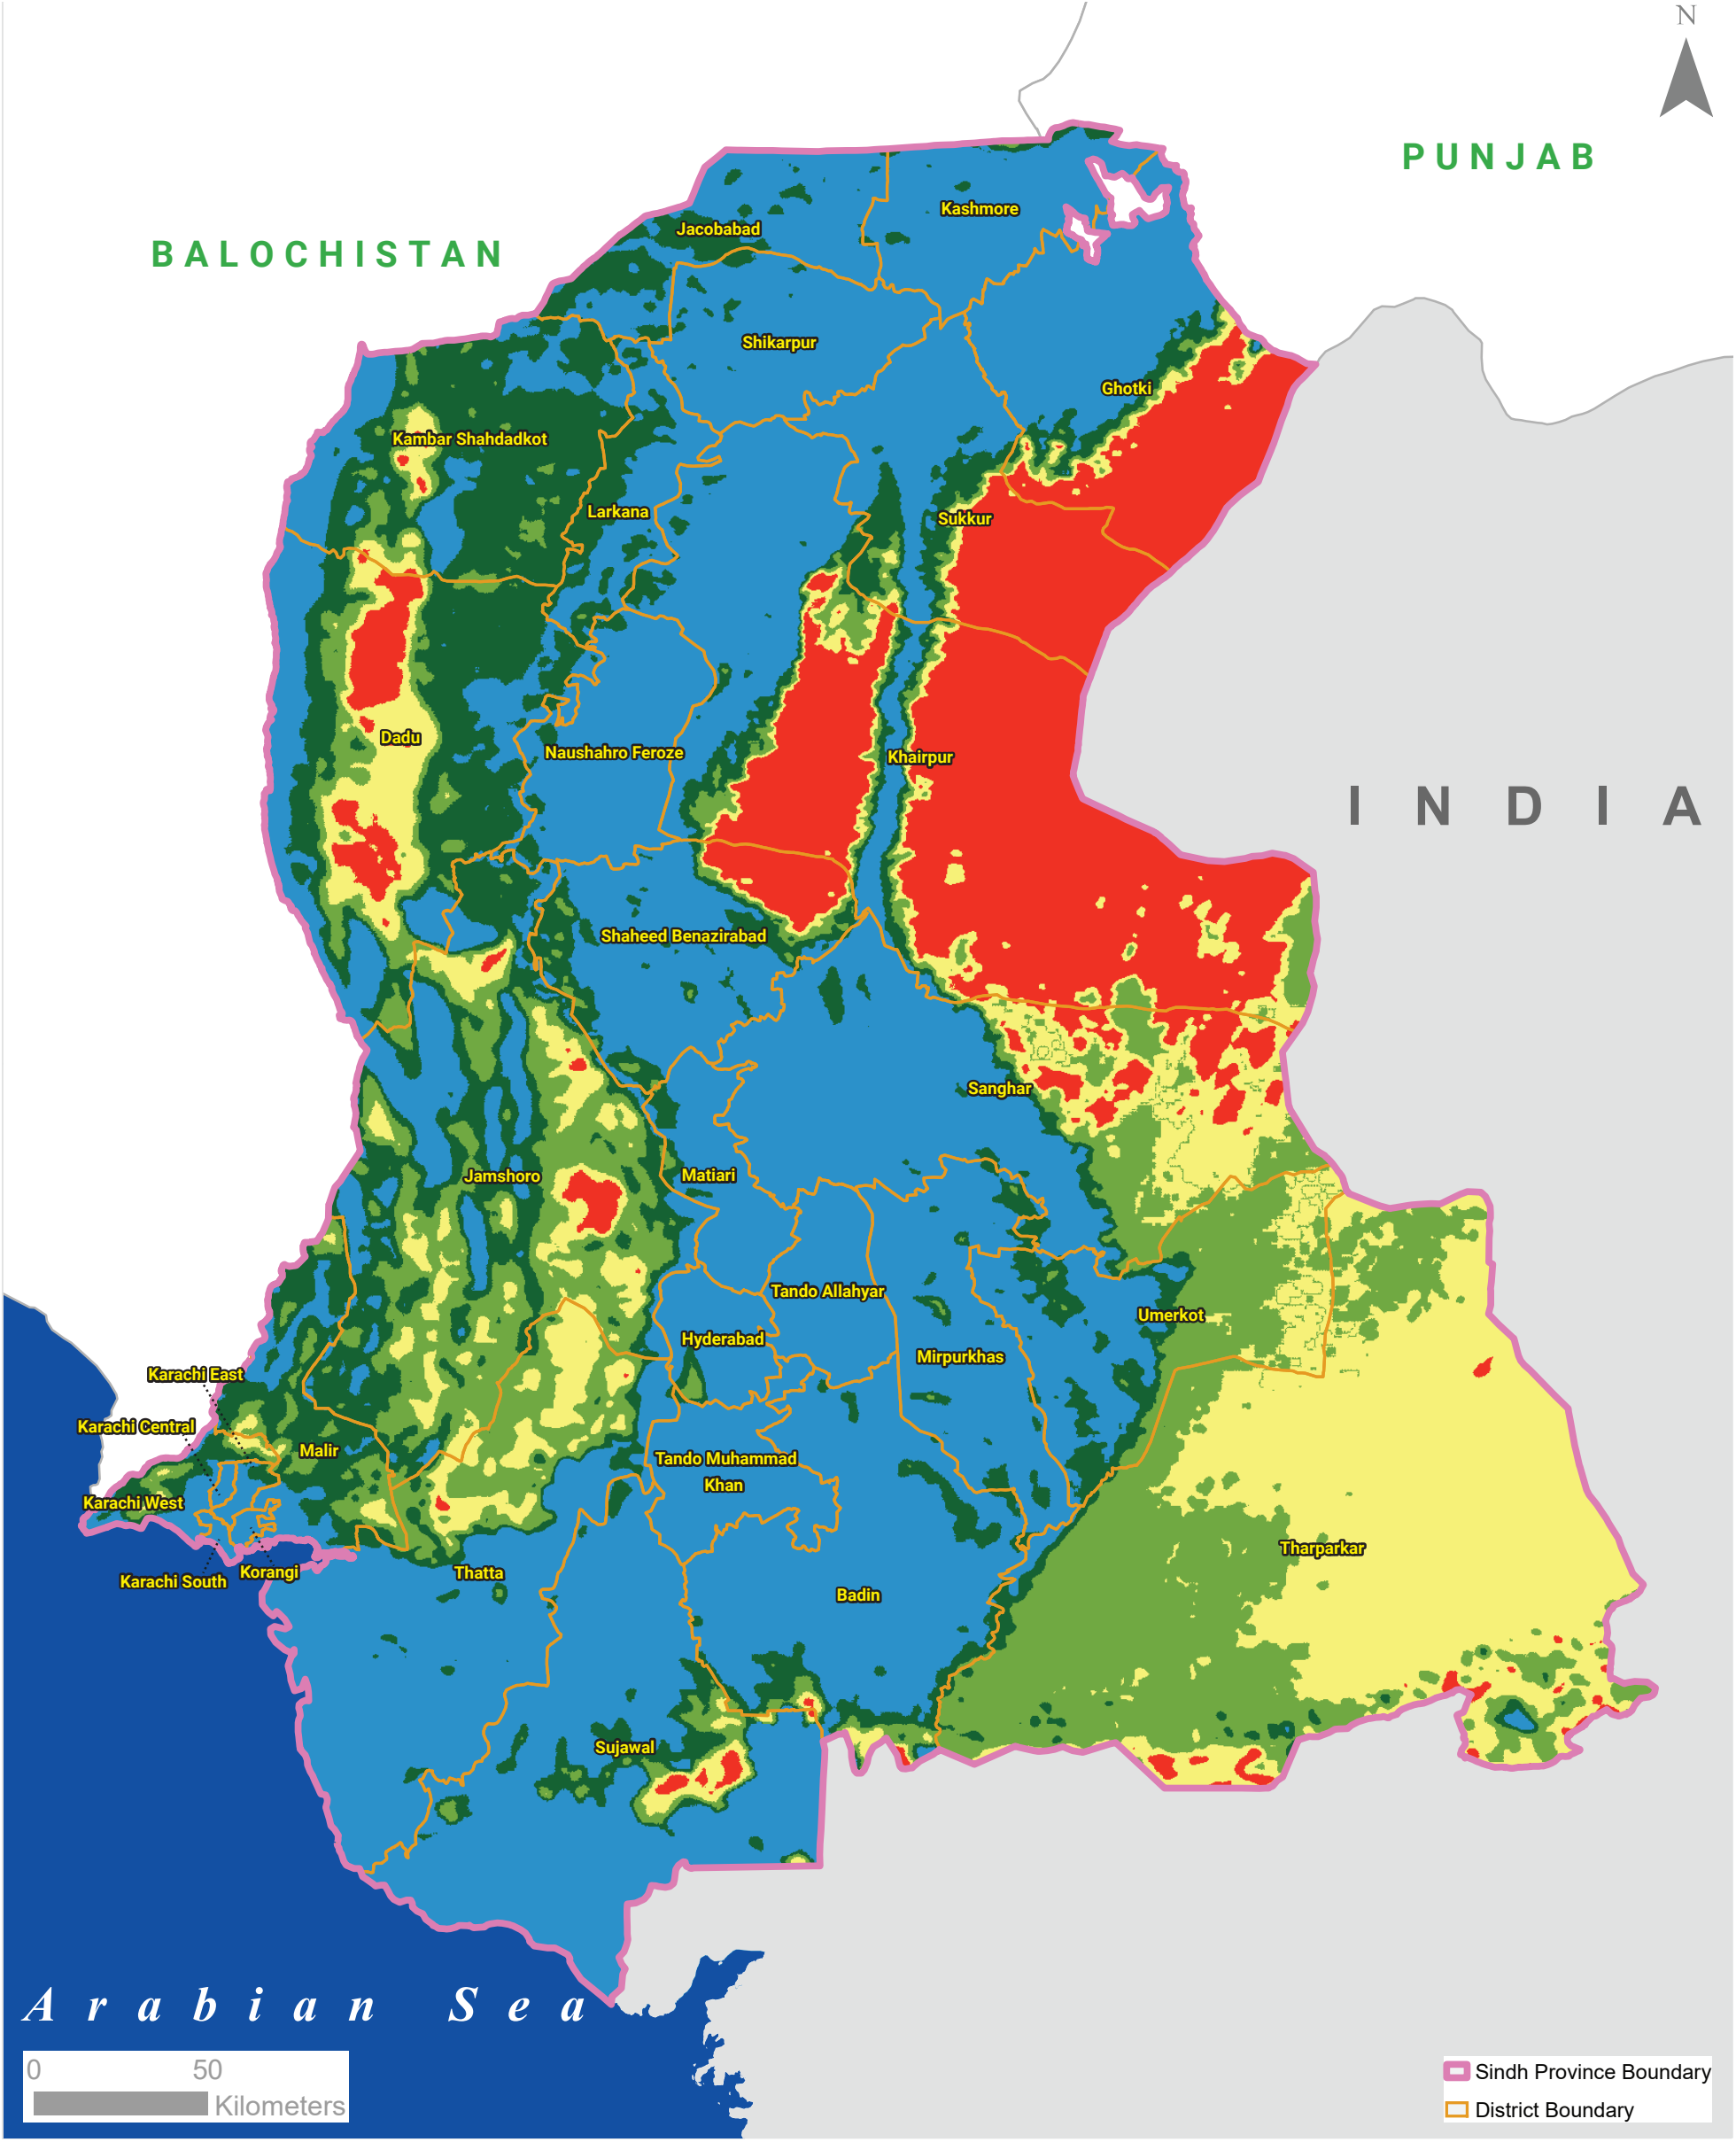 N
PUNJAB
BALOCHISTAN
Kashmore
Jacobabad
Shikarpur
Ghotki
Kambar Shahdadkot
Larkana
Sukkur
Dadu
Naushahro Feroze
Khairpur
INDIA
Shaheed Benazirabad
Sanghar
Jamshoro
Matiari
Tando Allahyar
Umerkot
Hyderabad
Mirpurkhas
Karachi East
Karachi Central
Malir
Tando Muhammad
Khan
Karachi West
Tharparkar
Thatta
Korangi
Karachi South
Badin
Sujawal
Arabian Sea
0 50
Kilometers
Sindh Province Boundary
District Boundary